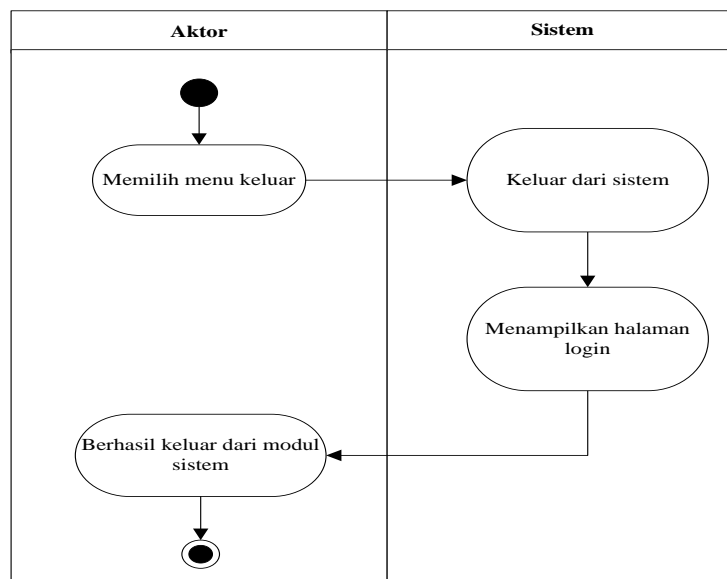 Aktor
Sistem
Memilih menu keluar
Keluar dari sistem
Menampilkan halaman
login
Berhasil keluar dari modul
sistem